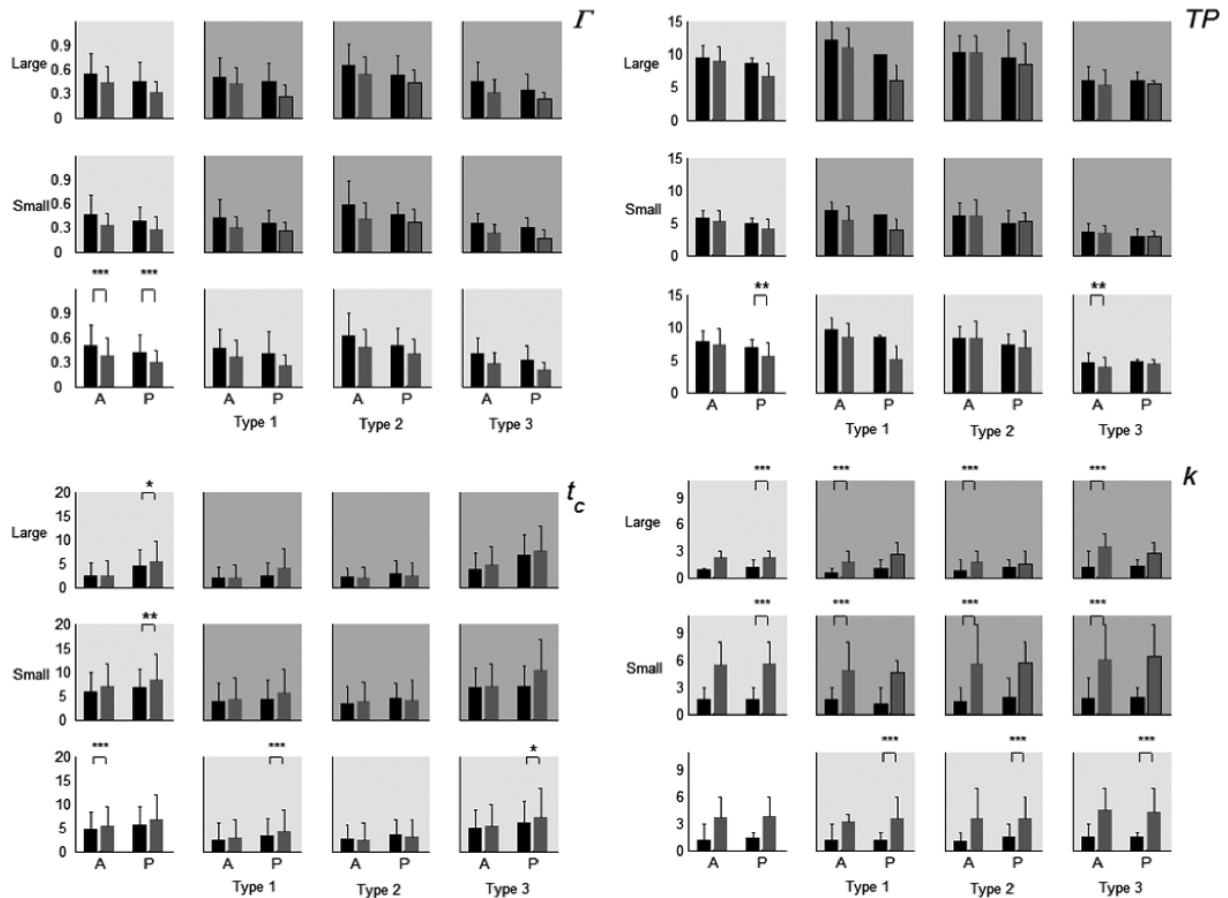 Γ
0.9
0.6
0.3
0
Large
0.9
0.6
0.3
0
Small
*** ***
0.9
0.6
0.3
0
A P A P A P A P
Type 1 Type 2 Type 3
TP
15
10
5
0
Large
15
10
5
0
Small
** **
15
10
5
0
A P A P A P A P
Type 1 Type 2 Type 3
t_c
*
20
15
10
5
0
Large
**
20
15
10
5
0
Small
*** *** *
20
15
10
5
0
A P A P A P A P
Type 1 Type 2 Type 3
k
*** *** *** ***
9
6
3
0
Large
*** *** *** ***
9
6
3
0
Small
*** *** ***
9
6
3
0
A P A P A P A P
Type 1 Type 2 Type 3